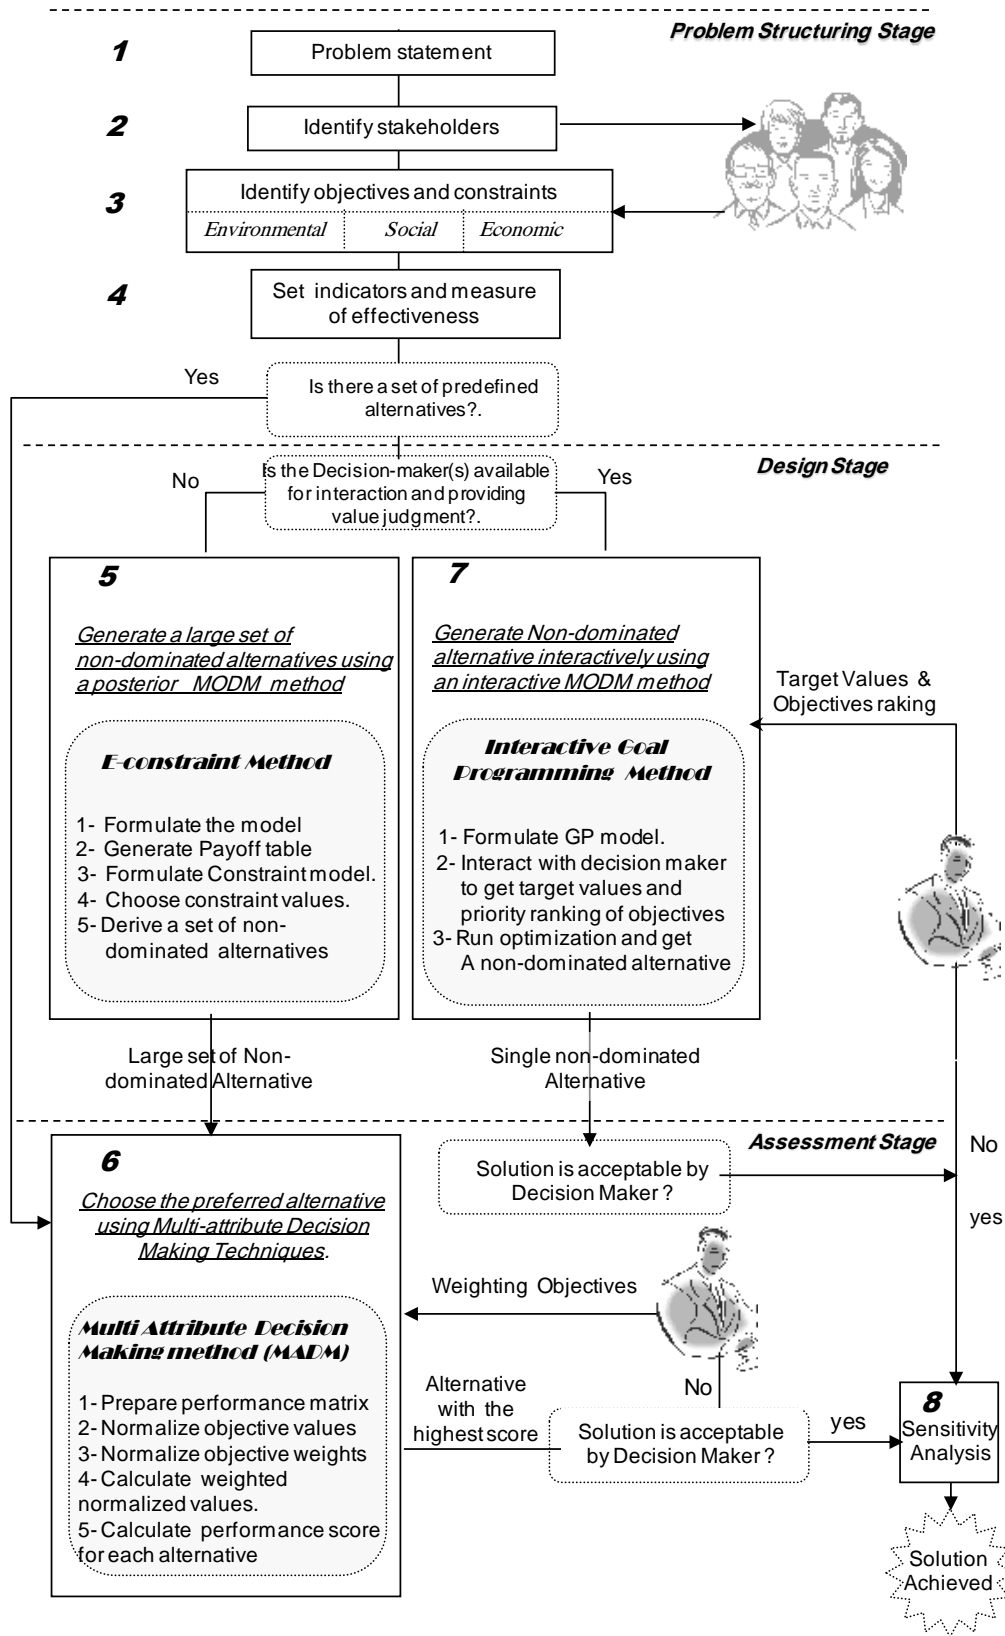 Problem Structuring Stage
1
Problem statement
2
Identify stakeholders
3
Identify objectives and constraints
Environmental
Social
Economic
4
Set indicators and measure
of effectiveness
Yes
Is there a set of predefined
alternatives?.
Design Stage
No
Is the Decision-maker(s) available
for interaction and providing
value judgment?.
Yes
5
Generate a large set of
non-dominated alternatives using
a posterior MODM method
E-constraint Method
1- Formulate the model
2- Generate Payoff table
3- Formulate Constraint model.
4- Choose constraint values.
5- Derive a set of non-
dominated alternatives
7
Generate Non-dominated
alternative interactively using
an interactive MODM method
Interactive Goal
Programming Method
1- Formulate GP model.
2- Interact with decision maker
to get target values and
priority ranking of objectives
3- Run optimization and get
A non-dominated alternative
Target Values &
Objectives raking
Large set of Non-
dominated Alternative
Single non-dominated
Alternative
Assessment Stage
No
yes
Solution is acceptable by
Decision Maker ?
6
Choose the preferred alternative
using Multi-attribute Decision
Making Techniques.
Multi Attribute Decision
Making method (MADM)
1- Prepare performance matrix
2- Normalize objective values
3- Normalize objective weights
4- Calculate weighted
normalized values.
5- Calculate performance score
for each alternative
Weighting Objectives
Alternative
with the
highest score
No
Solution is acceptable
by Decision Maker ?
yes
8
Sensitivity
Analysis
Solution
Achieved